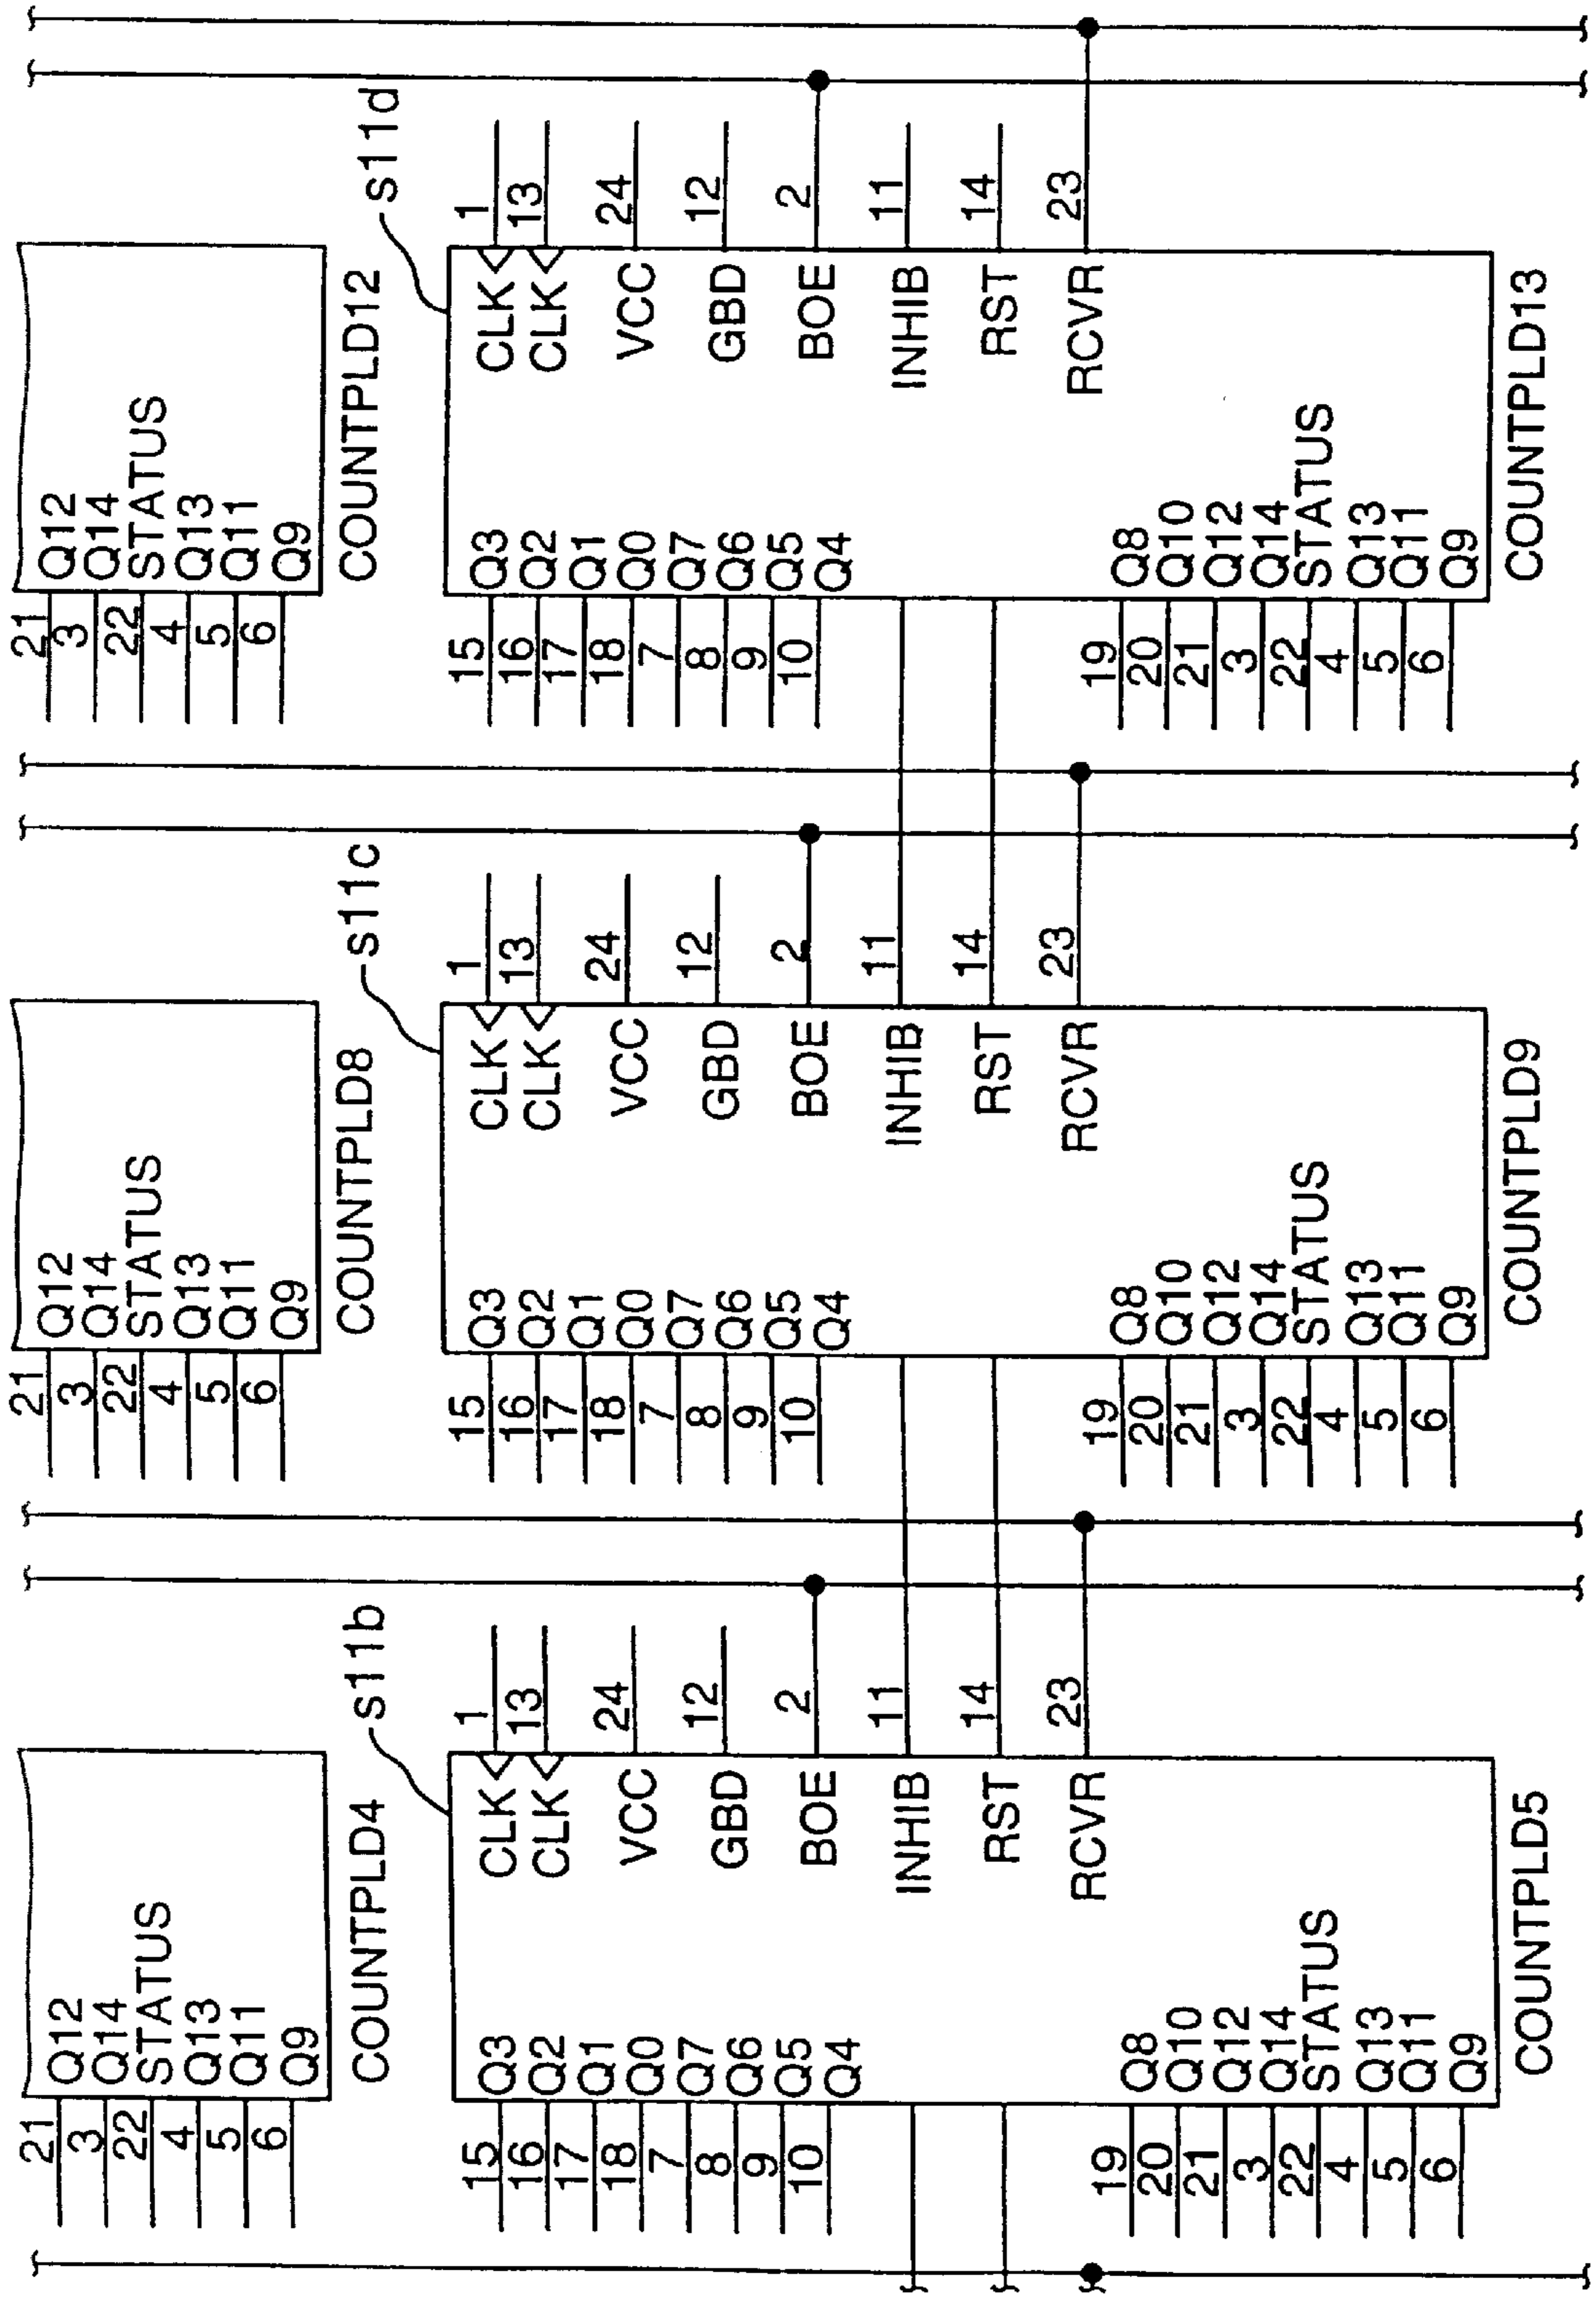 21 Q12
3 Q14
22 STATUS
4 Q13
5 Q11
6 Q9
COUNTPLD4
21 Q12
3 Q14
22 STATUS
4 Q13
5 Q11
6 Q9
COUNTPLD8
21 Q12
3 Q14
22 STATUS
4 Q13
5 Q11
6 Q9
COUNTPLD12
s11b
15 Q3 CLK 1
16 Q2 CLK 13
17 Q1
18 Q0 VCC 24
7 Q7
8 Q6 GBD 12
9 Q5
10 Q4 BOE 2
INHIB 11
RST 14
RCVR 23
19 Q8
20 Q10
21 Q12
3 Q14
22 STATUS
4 Q13
5 Q11
6 Q9
COUNTPLD5
s11c
15 Q3 CLK 1
16 Q2 CLK 13
17 Q1
18 Q0 VCC 24
7 Q7
8 Q6 GBD 12
9 Q5
10 Q4 BOE 2
INHIB 11
RST 14
RCVR 23
19 Q8
20 Q10
21 Q12
3 Q14
22 STATUS
4 Q13
5 Q11
6 Q9
COUNTPLD9
s11d
15 Q3 CLK 1
16 Q2 CLK 13
17 Q1
18 Q0 VCC 24
7 Q7
8 Q6 GBD 12
9 Q5
10 Q4 BOE 2
INHIB 11
RST 14
RCVR 23
19 Q8
20 Q10
21 Q12
3 Q14
22 STATUS
4 Q13
5 Q11
6 Q9
COUNTPLD13